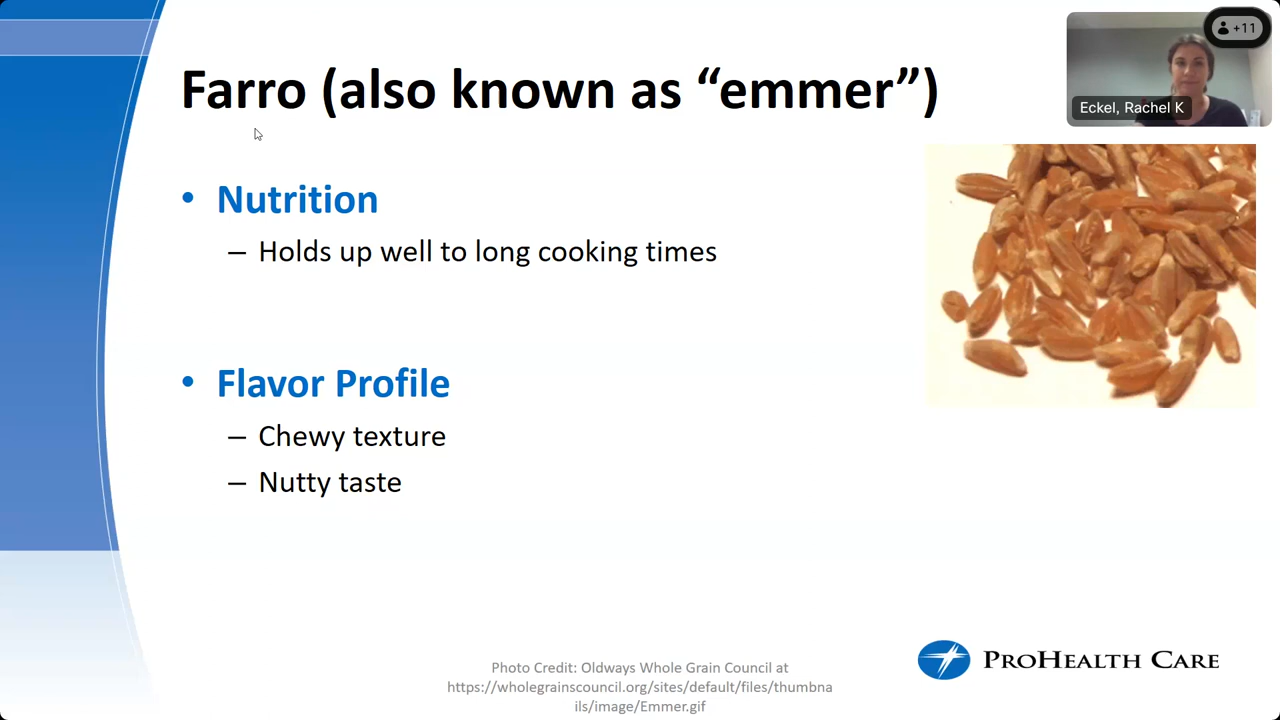 Farro (also known as “emmer”)
+11
Eckel, Rachel K
• Nutrition
– Holds up well to long cooking times
• Flavor Profile
– Chewy texture
– Nutty taste
Photo Credit: Oldways Whole Grain Council at
https://wholegrainscouncil.org/sites/default/files/thumbna
ils/image/Emmer.gif
PROHEALTH CARE